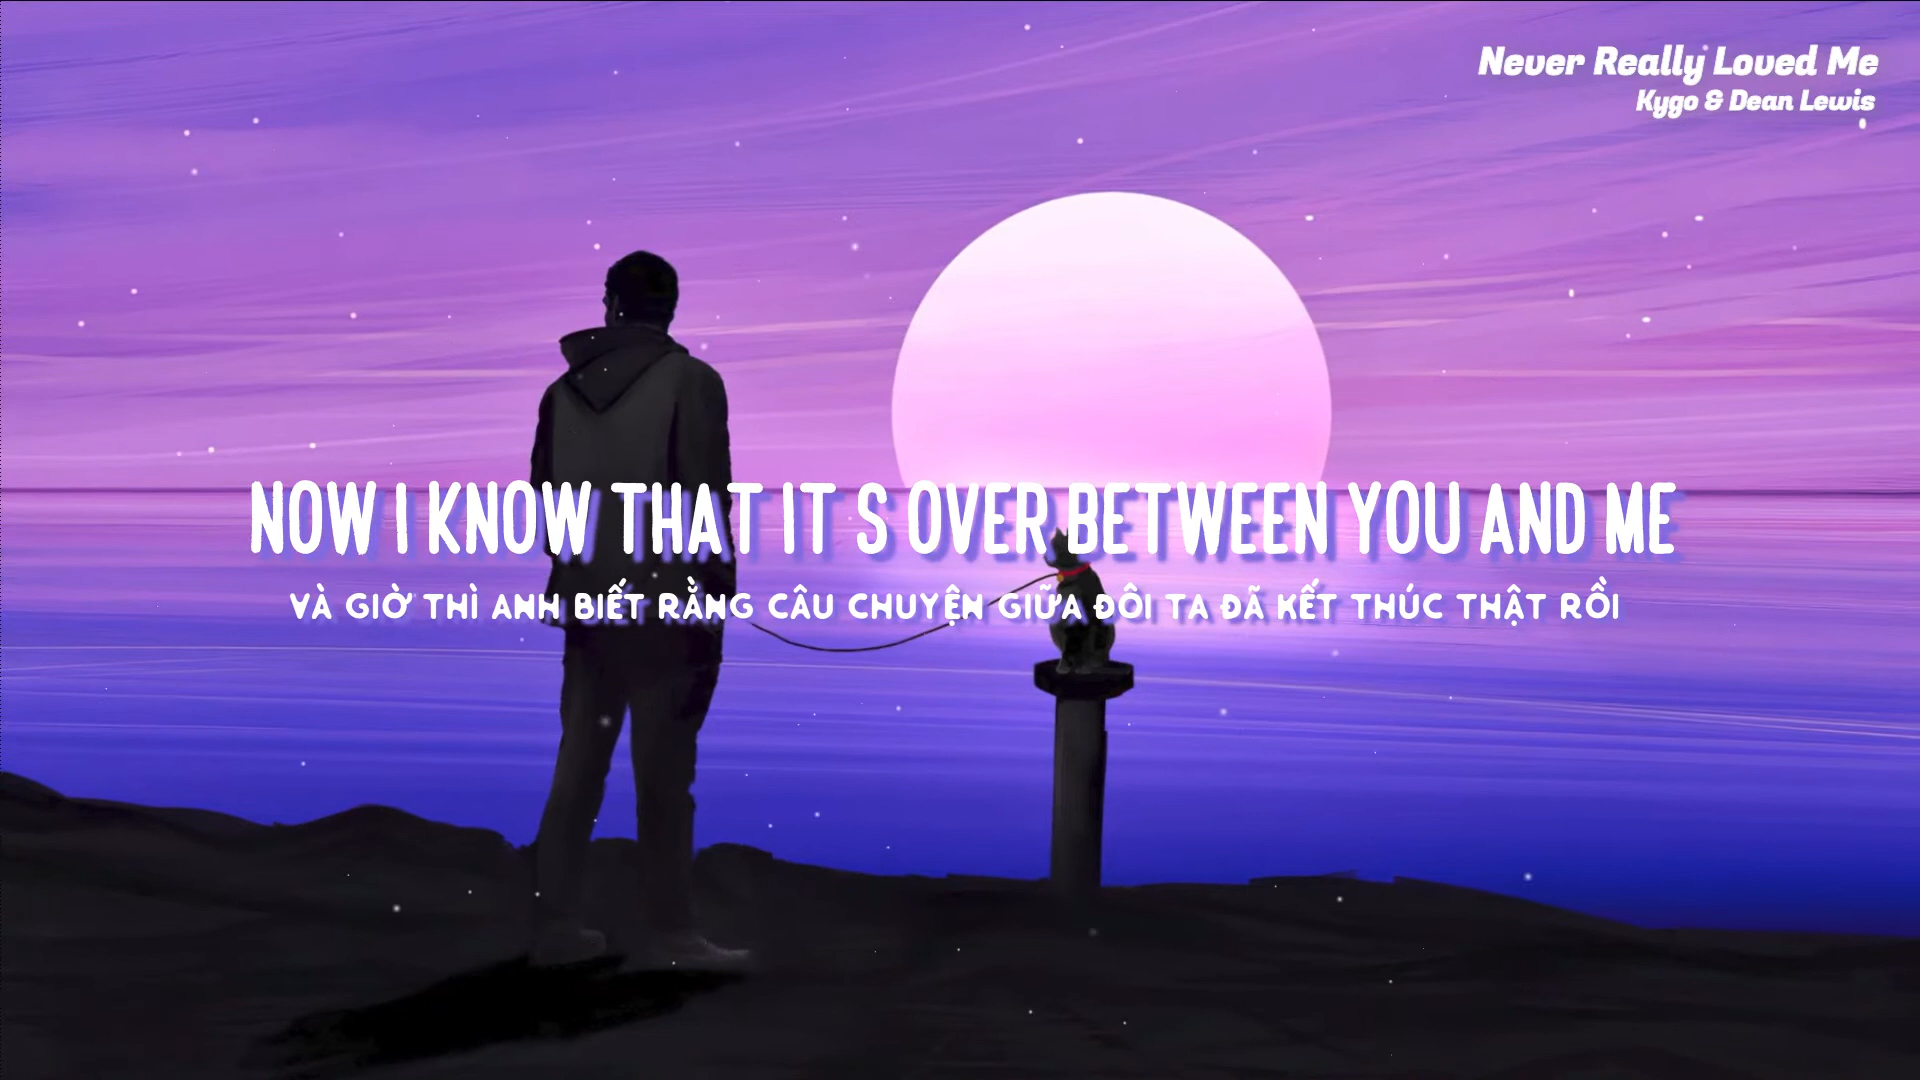 Never Really Loved Me
Kygo & Dean Lewis
NOW I KNOW THAT IT S OVER BETWEEN YOU AND ME
VÀ GIỜ THÌ ANH BIẾT RẰNG CÂU CHUYỆN GIỮA ĐÔI TA ĐÃ KẾT THÚC THẬT RỒI